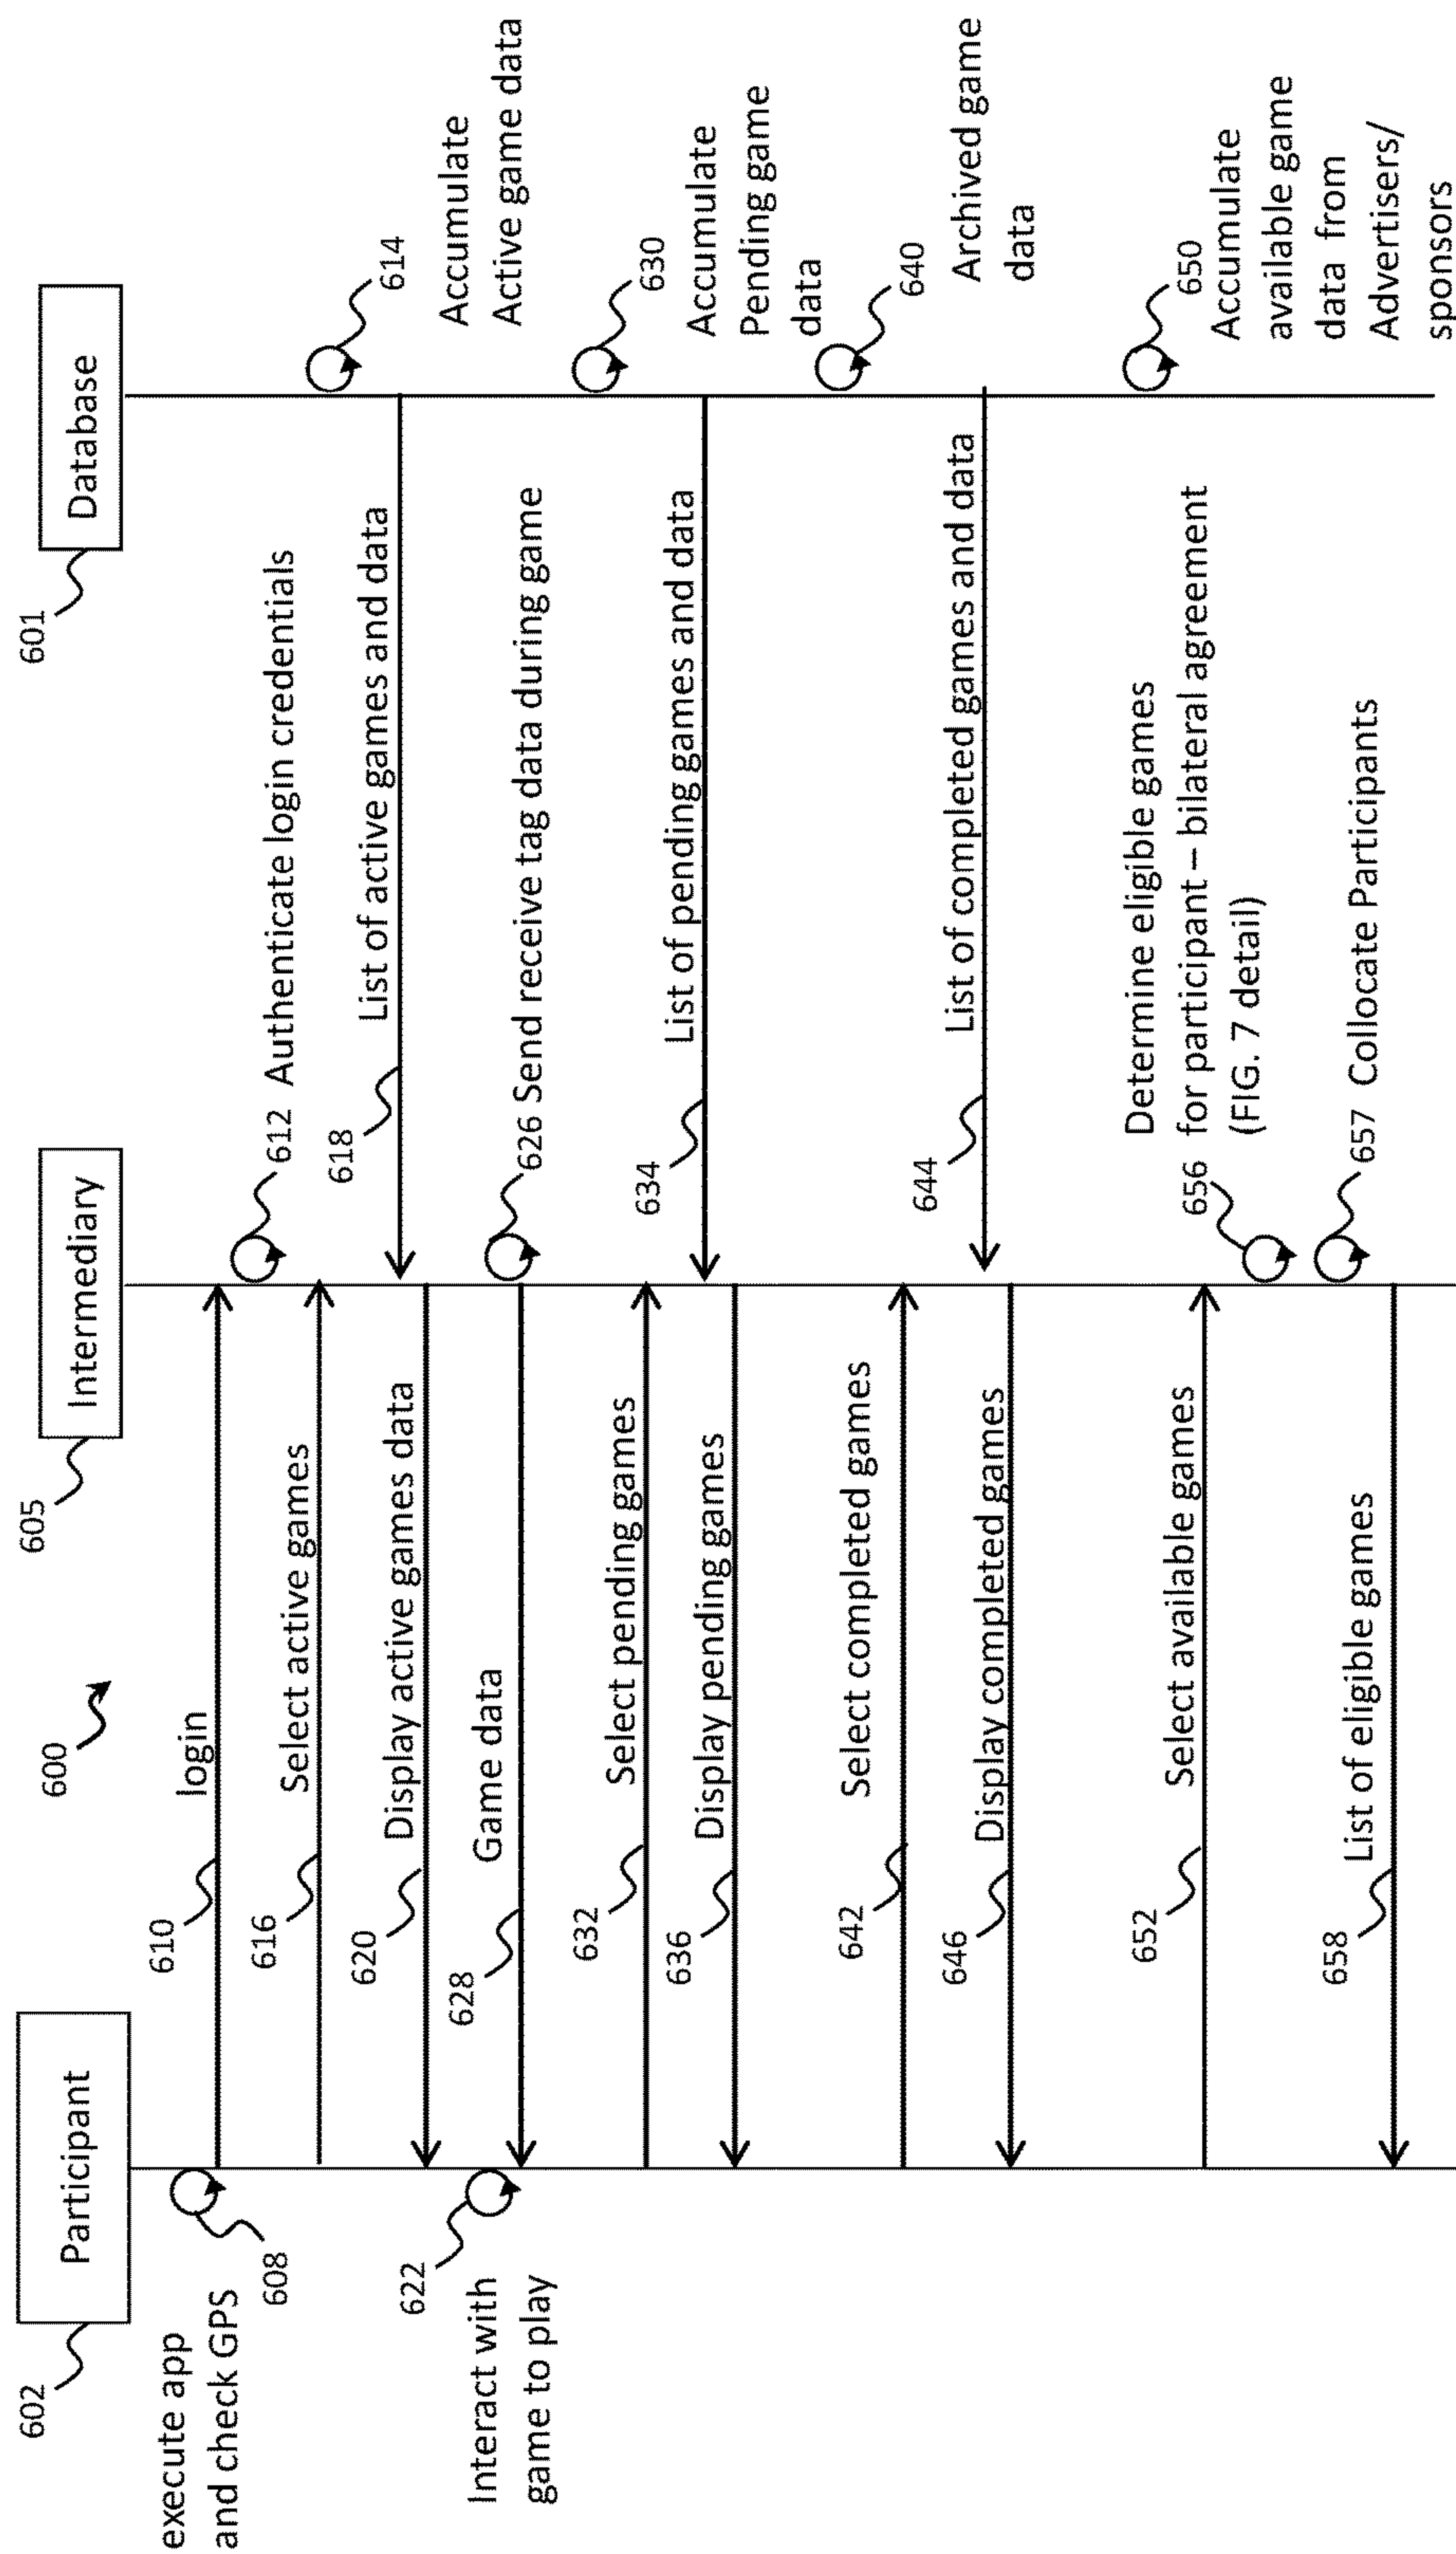 600
602
Participant
605
Intermediary
601
Database
execute app
and check GPS
608
610
login
612 Authenticate login credentials
614
Accumulate
Active game data
616
Select active games
618
List of active games and data
620
Display active games data
622
Interact with
game to play
626 Send receive tag data during game
628
Game data
630
Accumulate
Pending game
data
632
Select pending games
634
List of pending games and data
636
Display pending games
640
Archived game
data
642
Select completed games
644
List of completed games and data
646
Display completed games
650
Accumulate
available game
data from
Advertisers/
sponsors
652
Select available games
656
Determine eligible games
for participant – bilateral agreement
(FIG. 7 detail)
657 Collocate Participants
658
List of eligible games